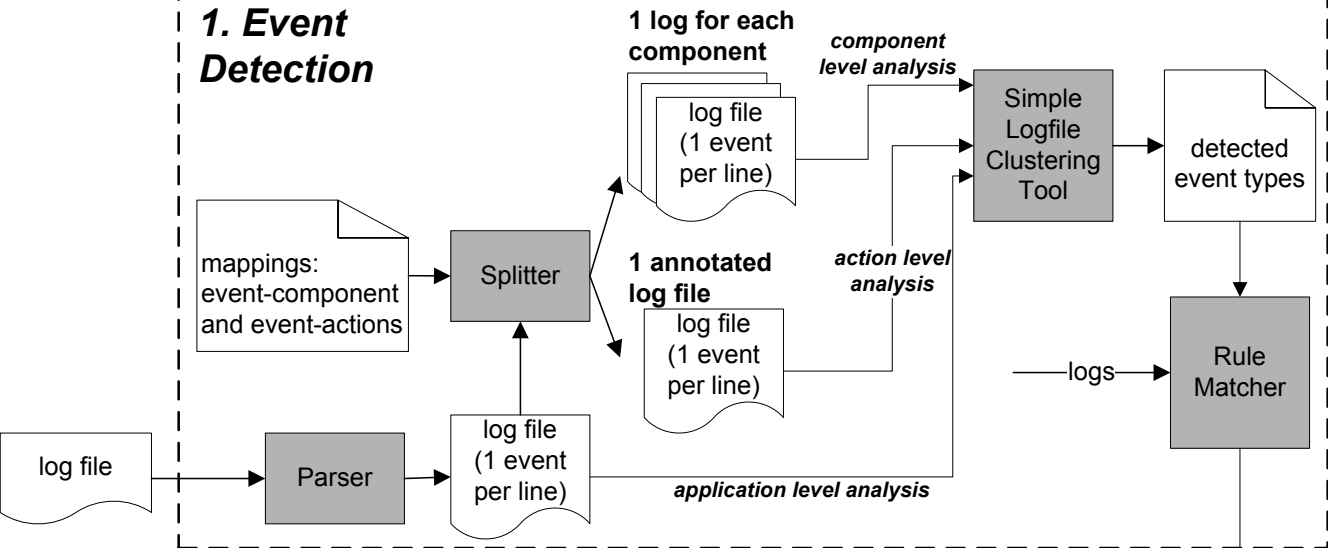 1. Event
Detection
1 log for each
component
component
level analysis
log file
(1 event
per line)
Simple
Logfile
Clustering
Tool
detected
event types
mappings:
event-component
and event-actions
Splitter
1 annotated
log file
action level
analysis
log file
(1 event
per line)
logs
Rule
Matcher
log file
Parser
log file
(1 event
per line)
application level analysis